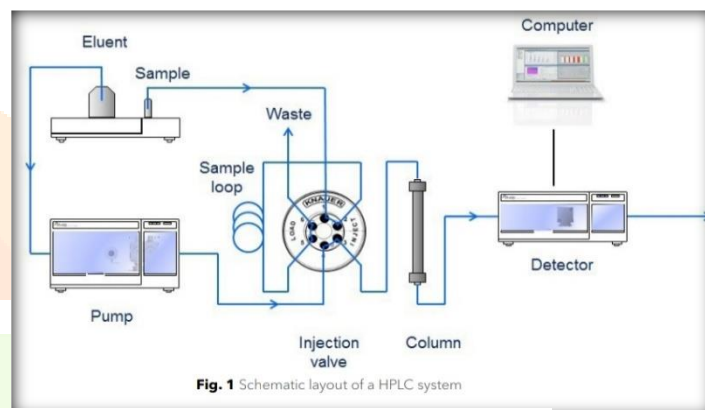 Computer
Eluent
Sample
Waste
Sample
loop
KNAUER
LOAD
INJECT
Pump
Injection
valve
Column
Detector
Fig. 1 Schematic layout of a HPLC system